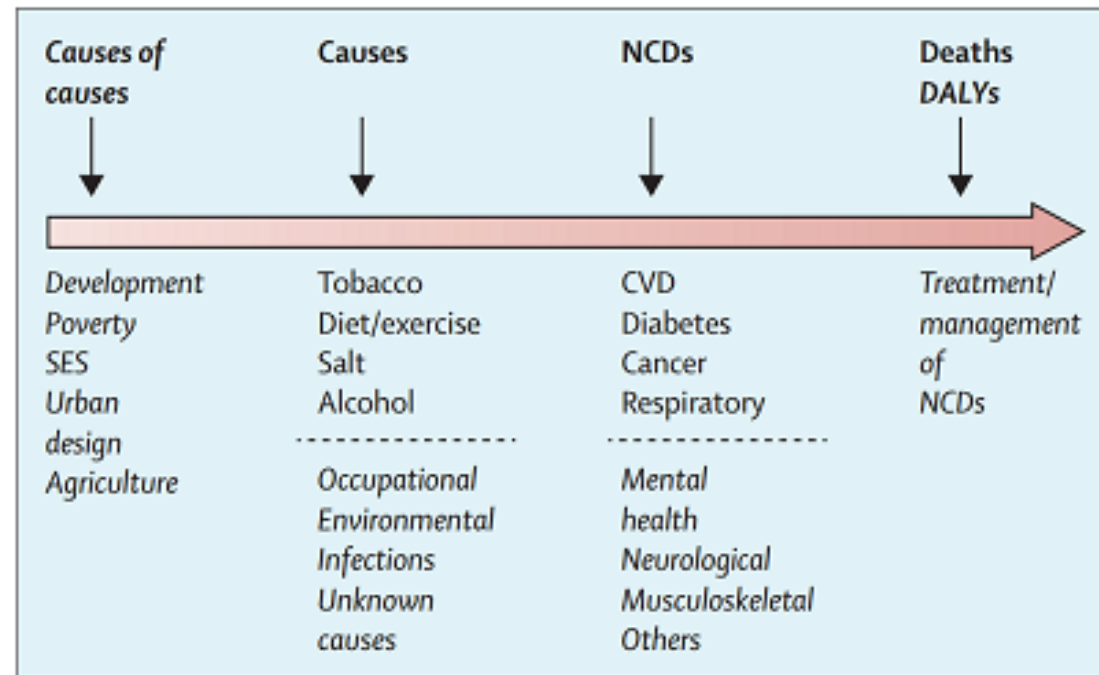 Causes of
causes
Causes
NCDs
Deaths
DALYs
Development
Poverty
SES
Urban
design
Agriculture
Tobacco
Diet/exercise
Salt
Alcohol
Occupational
Environmental
Infections
Unknown
causes
CVD
Diabetes
Cancer
Respiratory
Mental
health
Neurological
Musculoskeletal
Others
Treatment/
management
of
NCDs